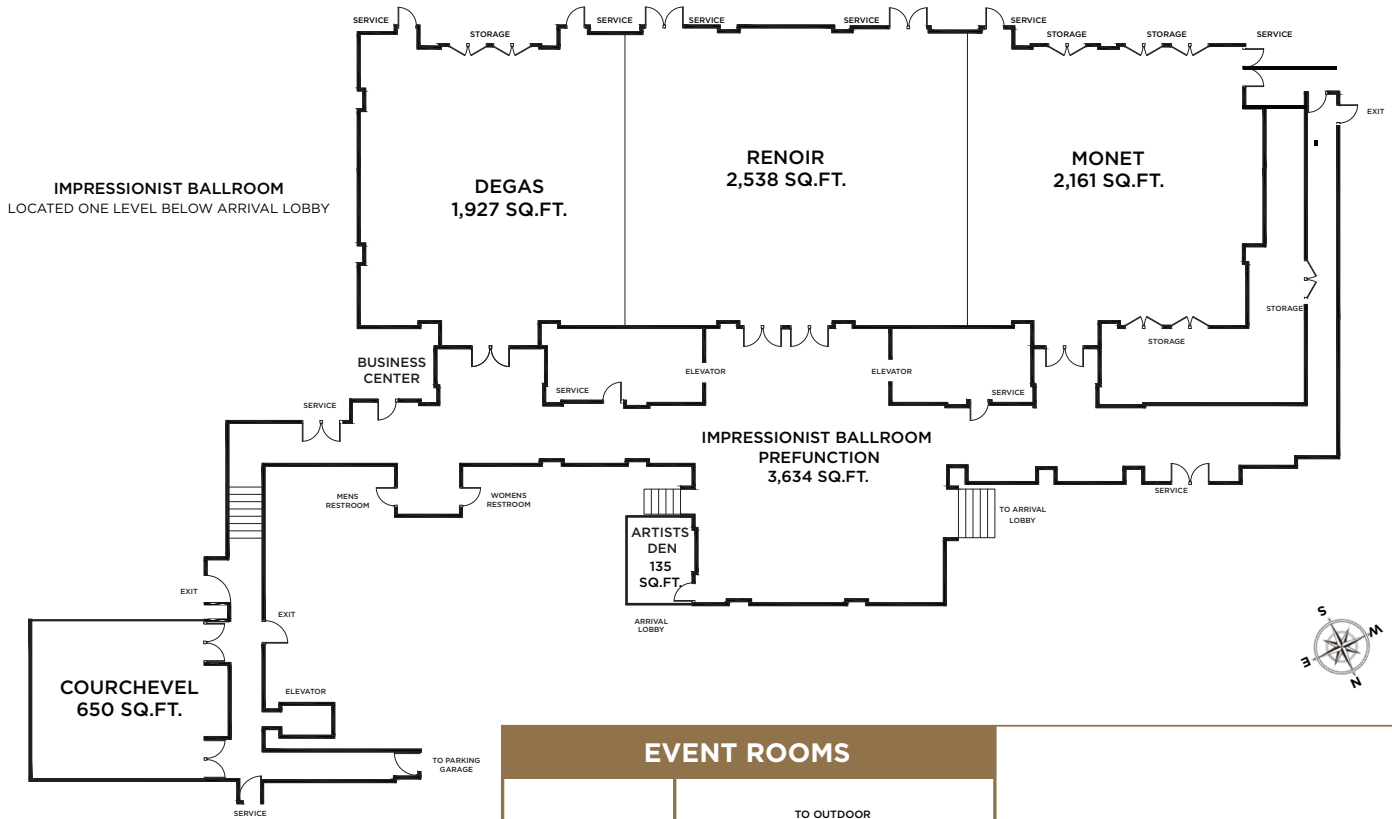 SERVICE
SERVICE
SERVICE
SERVICE
SERVICE
STORAGE
STORAGE
STORAGE
SERVICE
EXIT
IMPRESSIONIST BALLROOM
LOCATED ONE LEVEL BELOW ARRIVAL LOBBY
DEGAS
1,927 SQ.FT.
RENOIR
2,538 SQ.FT.
MONET
2,161 SQ.FT.
STORAGE
STORAGE
BUSINESS
CENTER
ELEVATOR
ELEVATOR
SERVICE
SERVICE
SERVICE
IMPRESSIONIST BALLROOM
PREFUNCTION
3,634 SQ.FT.
MENS
RESTROOM
WOMENS
RESTROOM
SERVICE
TO ARRIVAL
LOBBY
ARTISTS
DEN
135
SQ.FT.
ARRIVAL
LOBBY
EXIT
EXIT
S
W
E
N
COURCHEVEL
650 SQ.FT.
ELEVATOR
TO PARKING
GARAGE
SERVICE
EVENT ROOMS
TO OUTDOOR